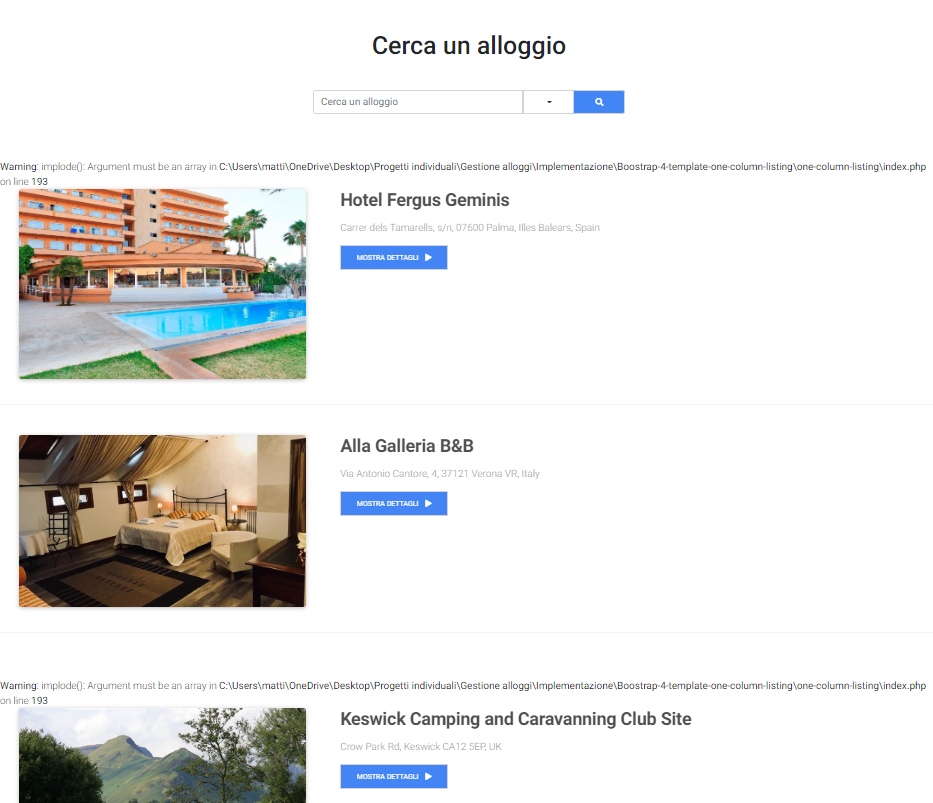 Cerca un alloggio
Cerca un alloggio
Warning: implode(): Argument must be an array in C:\Users\matti\OneDrive\Desktop\Progetti individuali\Gestione alloggi\Implementazione\Boostrap-4-template-one-column-listing\one-column-listing\index.php
on line 193
Hotel Fergus Geminis
Carrer dels Tamarells, s/n, 07600 Palma, Illes Balears, Spain
MOSTRA DETTAGLI
Alla Galleria B&B
Via Antonio Cantore, 4, 37121 Verona VR, Italy
MOSTRA DETTAGLI
Warning: implode(): Argument must be an array in C:\Users\matti\OneDrive\Desktop\Progetti individuali\Gestione alloggi\Implementazione\Boostrap-4-template-one-column-listing\one-column-listing\index.php
on line 193
Keswick Camping and Caravanning Club Site
Crow Park Rd, Keswick CA12 5EP, UK
MOSTRA DETTAGLI